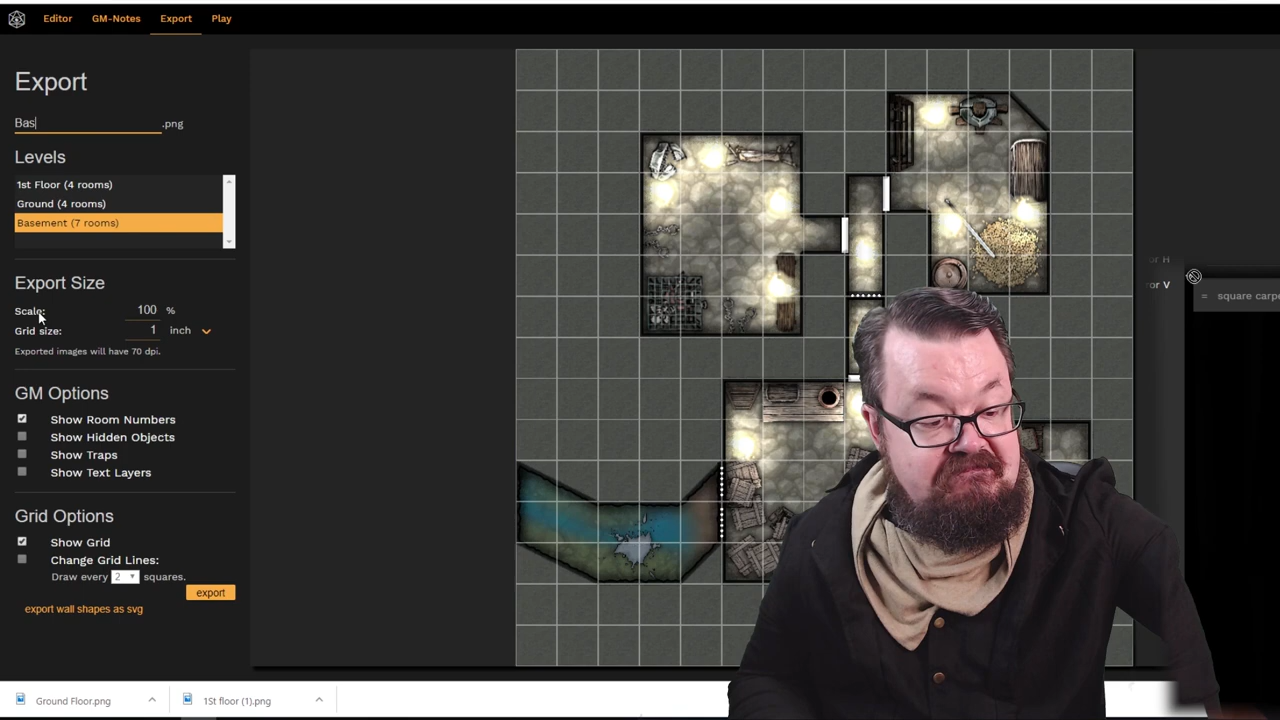 Editor GM-Notes Export Play
Export
Bas .png
Levels
1st Floor (4 rooms)
Ground (4 rooms)
Basement (7 rooms)
Export Size
Scale: 100 %
Grid size: 1 inch
Exported images will have 70 dpi.
GM Options
Show Room Numbers
Show Hidden Objects
Show Traps
Show Text Layers
Grid Options
Show Grid
Change Grid Lines:
Draw every 2 squares.
export
export wall shapes as svg
or H
or V
= square carp
Ground Floor.png
1St floor (1).png